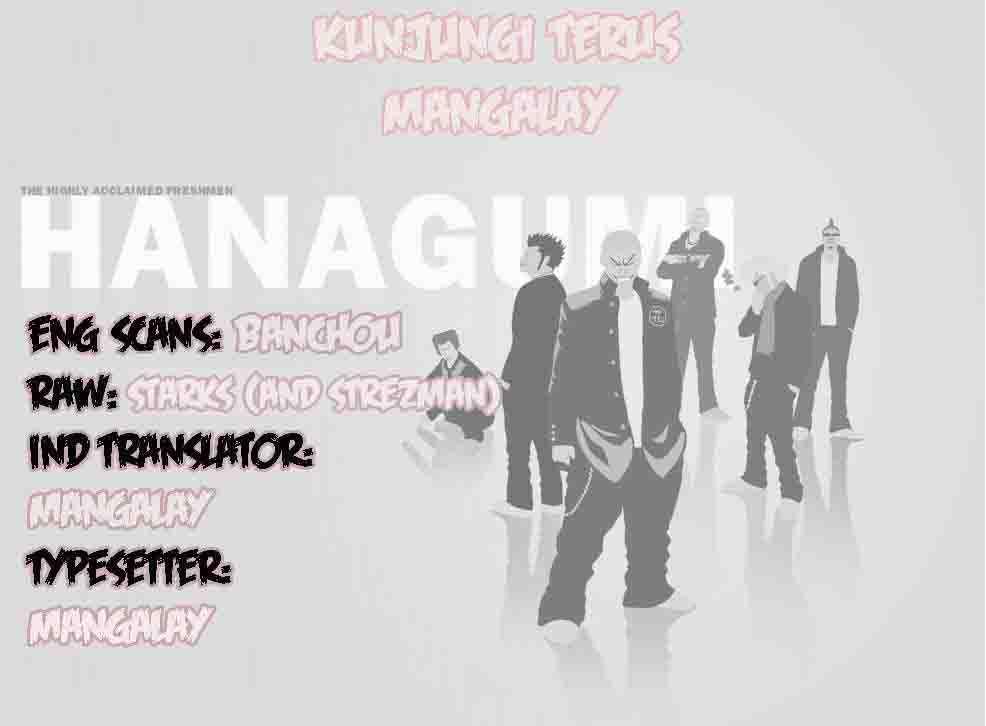 KUNJUNGI TERUS
MANGALAY
THE HIGHLY ACCLAIMED FRESHMEN
HANAGUMI
ENG SCANS: BANCHOU
RAW: STARKS (AND STREZMAN)
IND TRANSLATOR:
MANGALAY
TYPESETTER:
MANGALAY